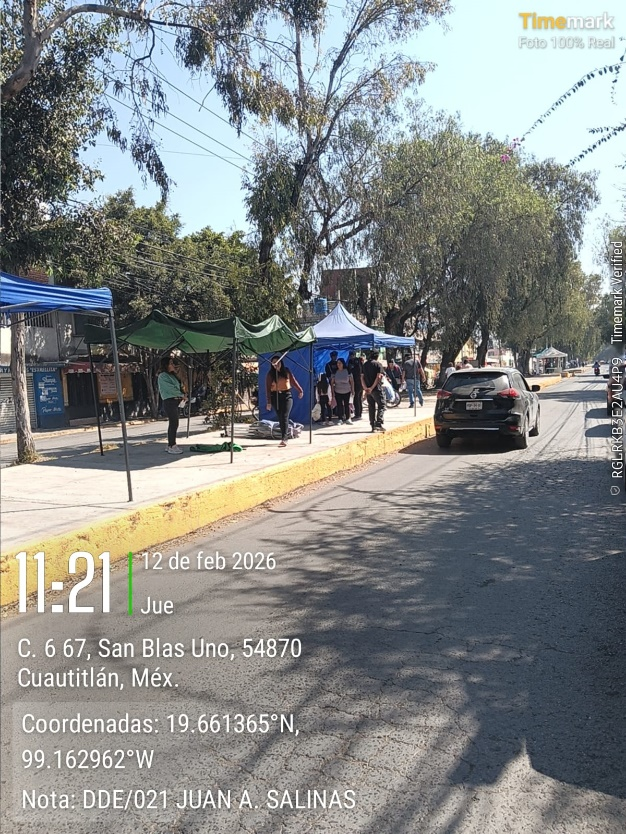 Timemark
Foto 100% Real
© RGLRKB3E2AU4P9 Timemark Verified
11:21
12 de feb 2026
Jue
C. 6 67, San Blas Uno, 54870
Cuautitlán, Méx.
Coordenadas: 19.661365°N,
99.162962°W
Nota: DDE/021 JUAN A. SALINAS